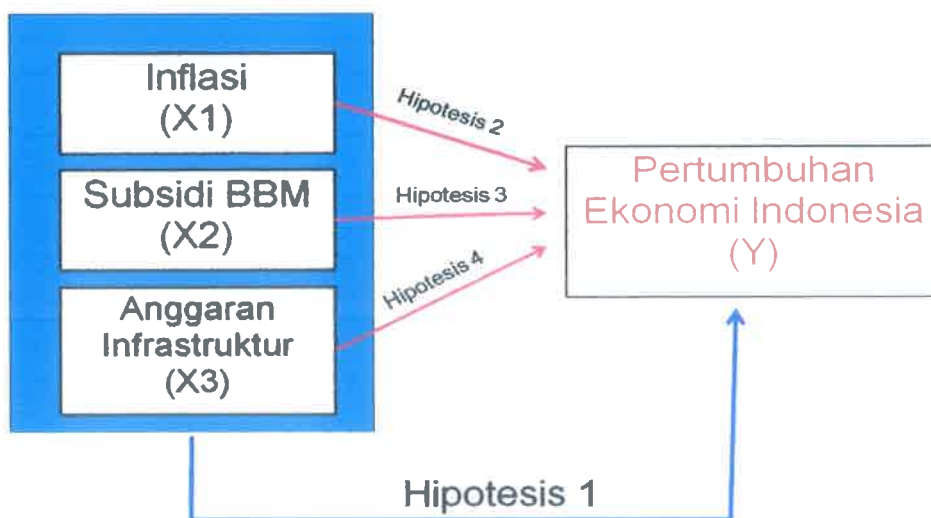 Inflasi
(X1)
Subsidi BBM
(X2)
Anggaran
Infrastruktur
(X3)
Hipotesis 2
Hipotesis 3
Hipotesis 4
Pertumbuhan
Ekonomi Indonesia
(Y)
Hipotesis 1